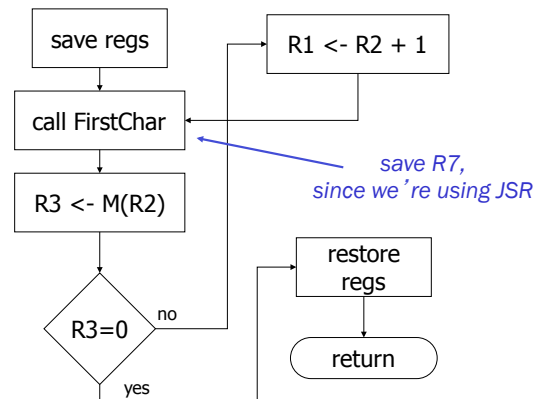 save regs
R1 <- R2 + 1
call FirstChar
save R7,
since we're using JSR
R3 <- M(R2)
restore
regs
R3=0
no
return
yes